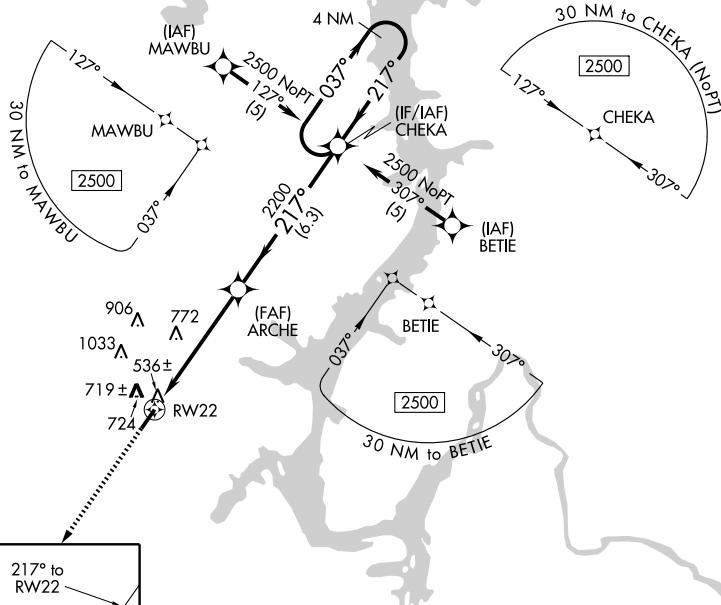 4 NM
(IAF)
MAWBU
2500 NoPT
127°
(5)
037°
217°
(IF/IAF)
CHEKA
30 NM to CHEKA (NoPT)
2500
127°
CHEKA
307°
127°
MAWBU
30 NM to MAWBU
2500
037°
2500 NoPT
307°
(5)
(IAF)
BETIE
2200
217°
(6.3)
(FAF)
ARCHE
906
772
1033
536±
719±
724
RW22
BETIE
037°
307°
2500
30 NM to BETIE
217° to
RW22